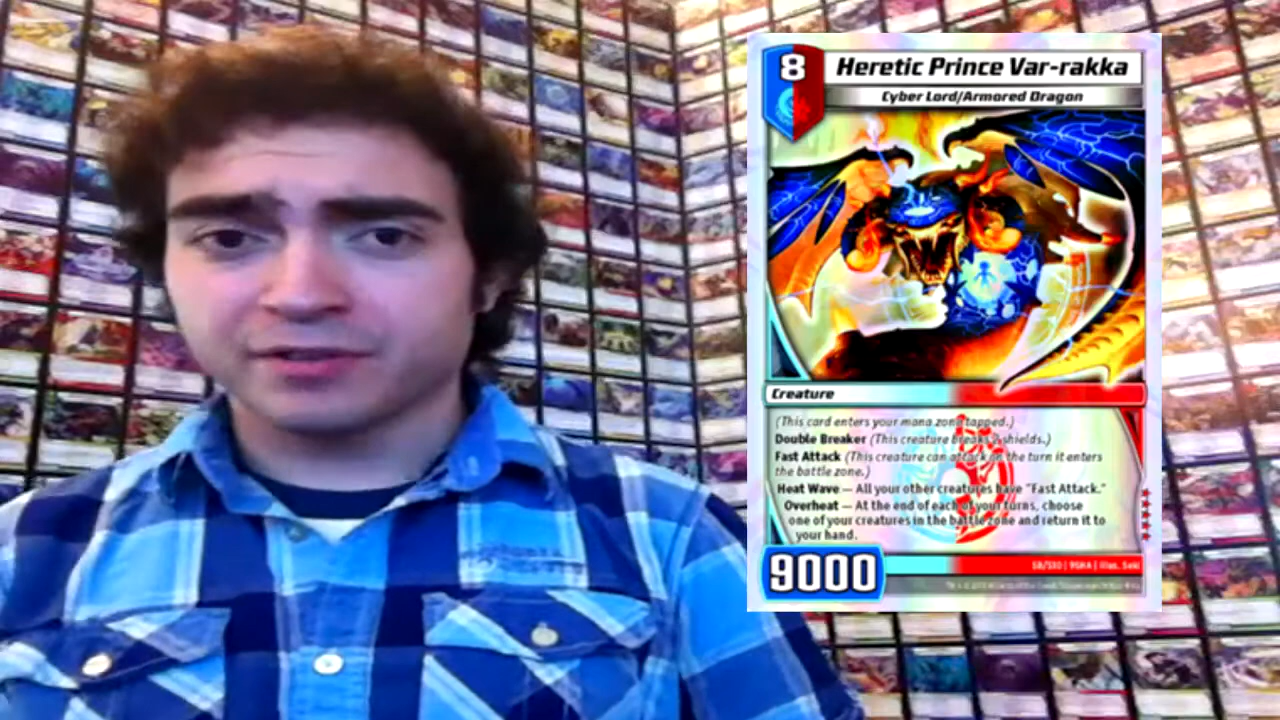 8
Heretic Prince Var-rakka
Cyber Lord/Armored Dragon
Creature
(This card enters your mana zone tapped.)
Double Breaker (This creature breaks 2 shields.)
Fast Attack (This creature can attack on the turn it enters
the battle zone.)
Heat Wave — All your other creatures have "Fast Attack."
Overheat — At the end of each of your turns, choose
one of your creatures in the battle zone and return it to
your hand.
9000